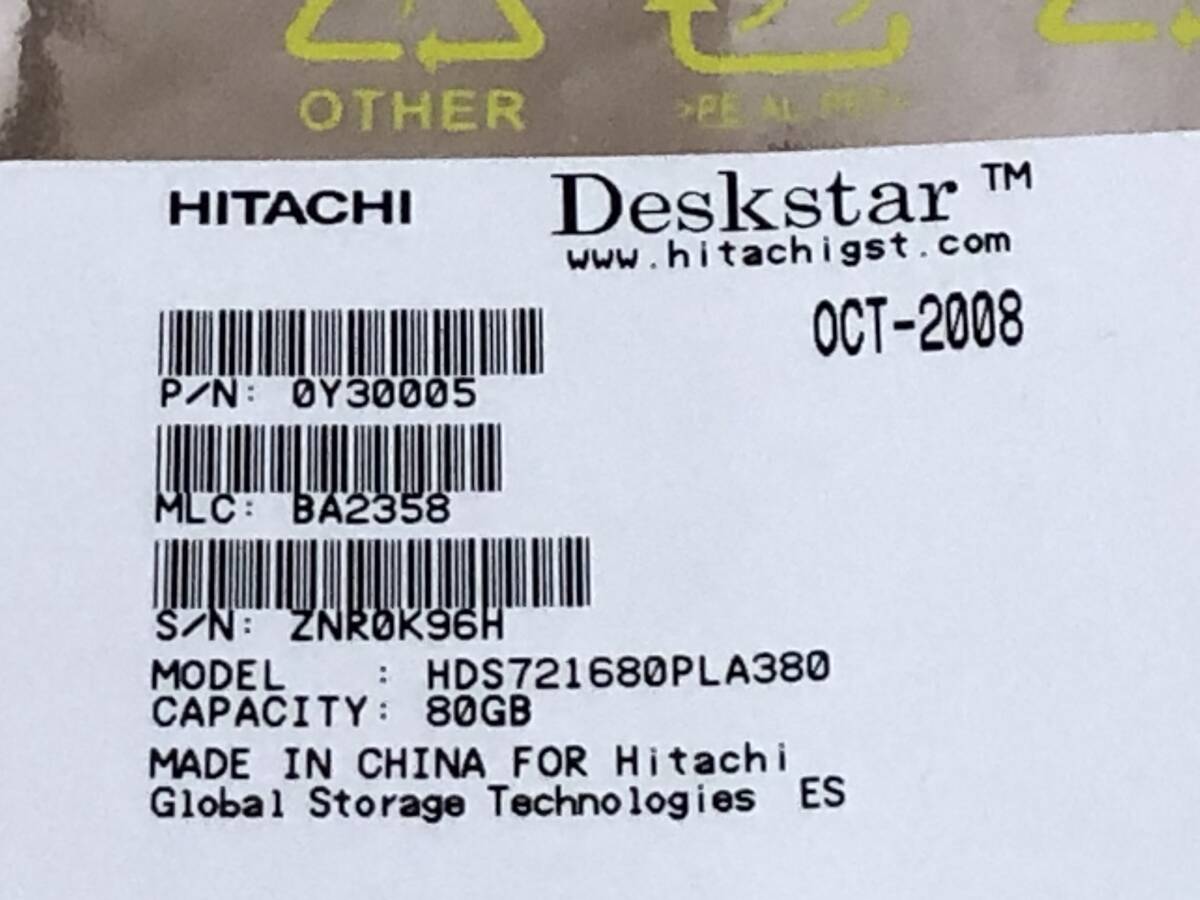 OTHER
HITACHI
Deskstar™
www.hitachigst.com
OCT-2008
P/N: 0Y30005
MLC: BA2358
S/N: ZNR0K96H
MODEL : HDS721680PLA380
CAPACITY: 80GB
MADE IN CHINA FOR Hitachi
Global Storage Technologies ES